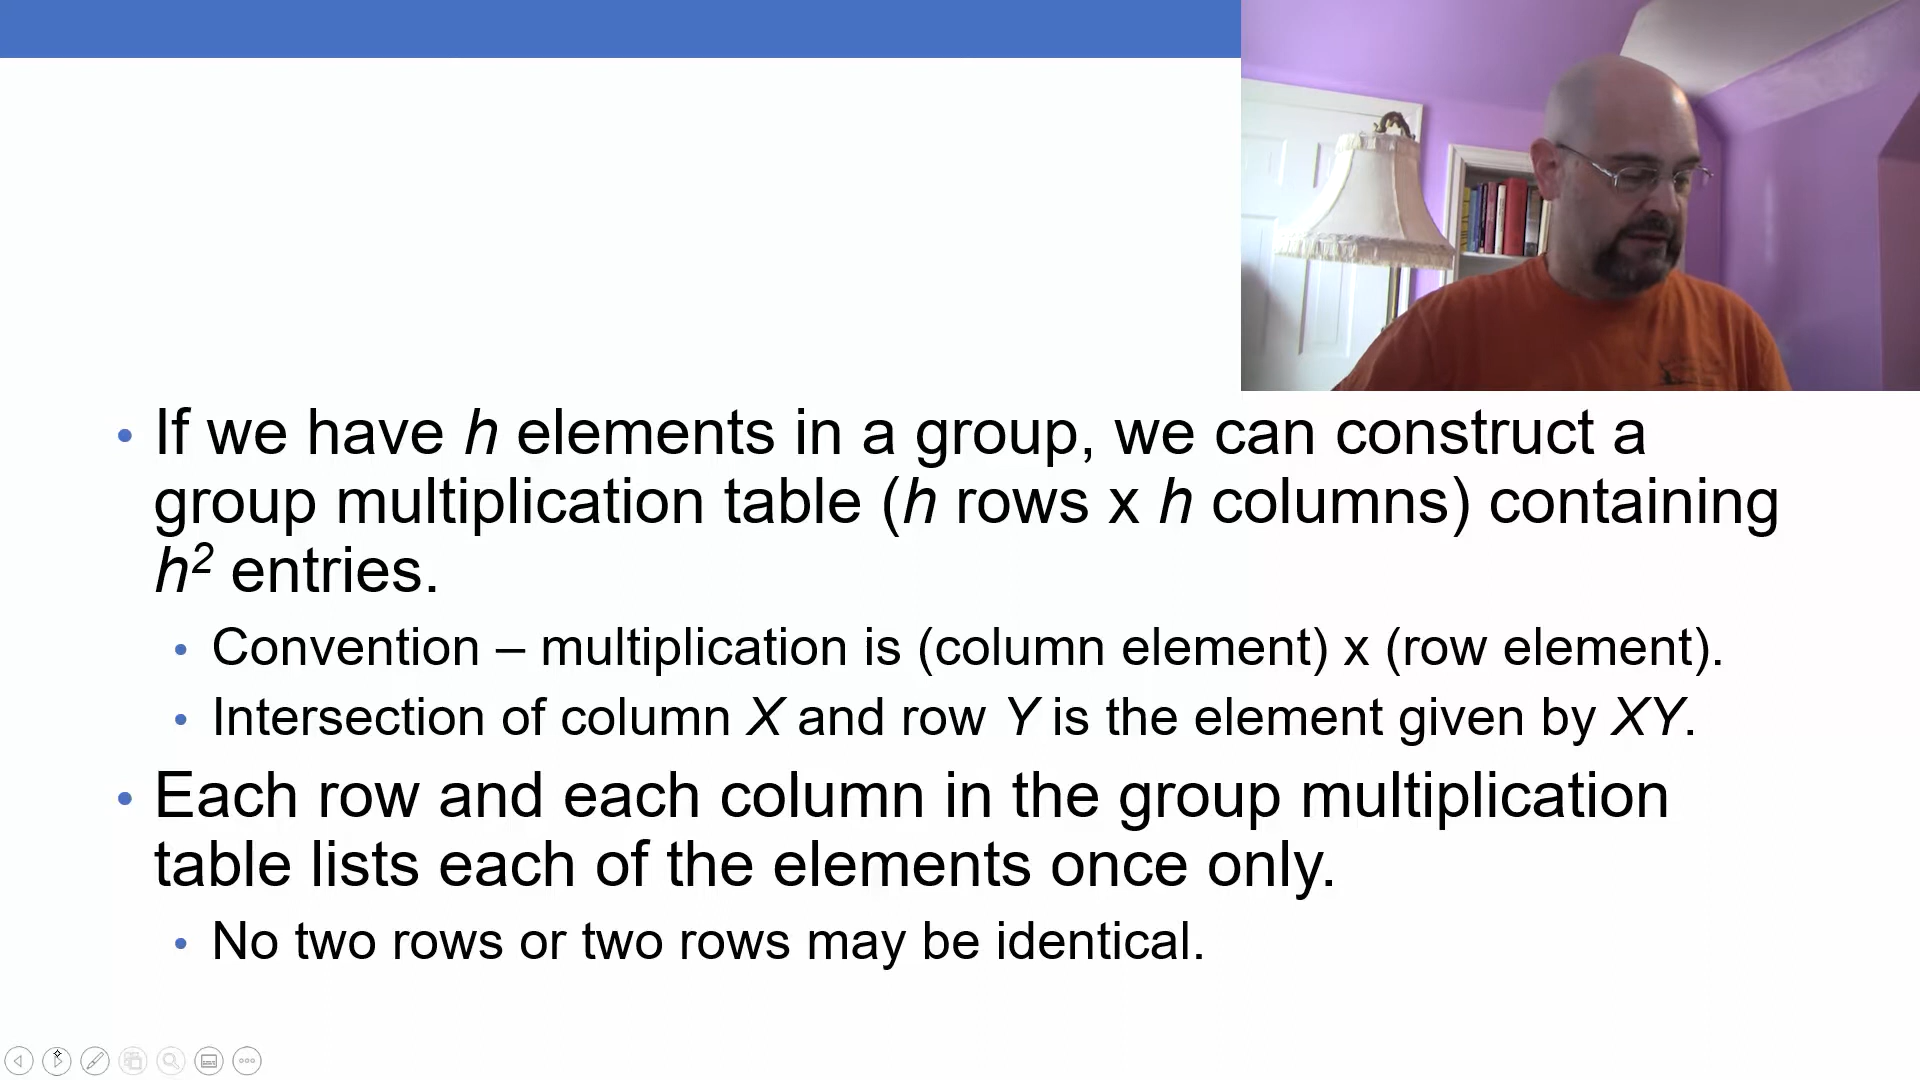 • If we have h elements in a group, we can construct a
group multiplication table (h rows x h columns) containing
h² entries.
• Convention – multiplication is (column element) x (row element).
• Intersection of column X and row Y is the element given by XY.
• Each row and each column in the group multiplication
table lists each of the elements once only.
• No two rows or two rows may be identical.